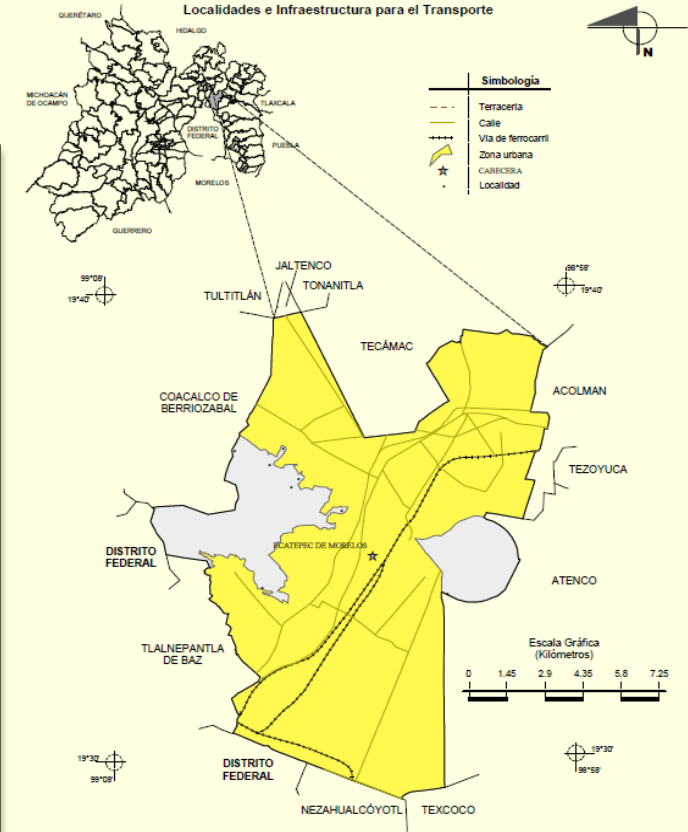 Localidades e Infraestructura para el Transporte
QUERÉTARO
HIDALGO
MICHOACÁN
DE OCAMPO
TLAXCALA
DISTRITO
FEDERAL
PUEBLA
MORELOS
GUERRERO
N
Simbología
Terracería
Calle
Vía de ferrocarril
Zona urbana
CABECERA
Localidad
99°08'
19°40'
98°58'
19°40'
JALTENCO
TULTITLÁN
TONANITLA
TECÁMAC
COACALCO DE
BERRIOZABAL
ACOLMAN
TEZOYUCA
ECATEPEC DE MORELOS
DISTRITO
FEDERAL
ATENCO
TLALNEPANTLA
DE BAZ
Escala Gráfica
(Kilómetros)
0 1.45 2.9 4.35 5.8 7.25
19°30'
99°08'
19°30'
98°58'
DISTRITO
FEDERAL
NEZAHUALCÓYOTL
TEXCOCO